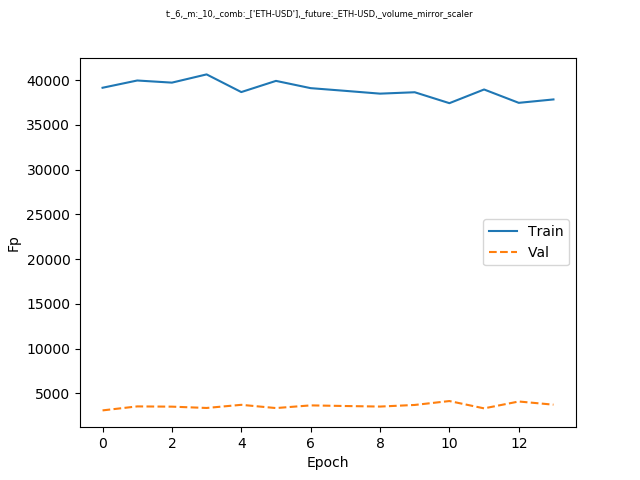 t:_6,_m:_10,_comb:_['ETH-USD'],_future:_ETH-USD,_volume_mirror_scaler
40000
35000
30000
25000
20000
15000
10000
5000
Fp
Train
Val
0 2 4 6 8 10 12
Epoch